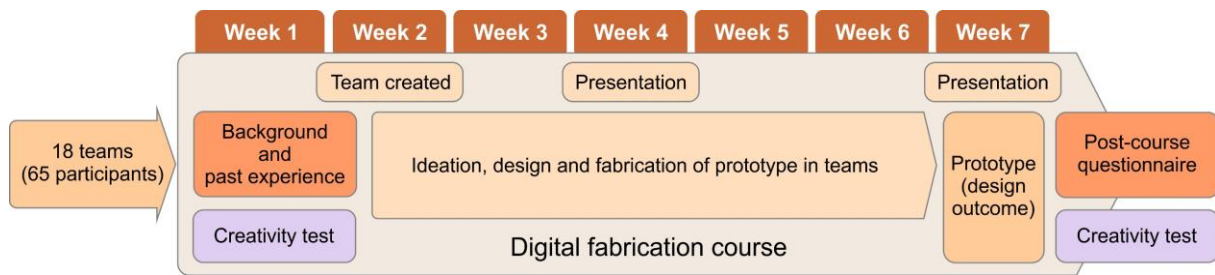 Week 1
Week 2
Week 3
Week 4
Week 5
Week 6
Week 7
Team created
Presentation
Presentation
18 teams
(65 participants)
Background
and
past experience
Creativity test
Ideation, design and fabrication of prototype in teams
Prototype
(design
outcome)
Post-course
questionnaire
Creativity test
Digital fabrication course